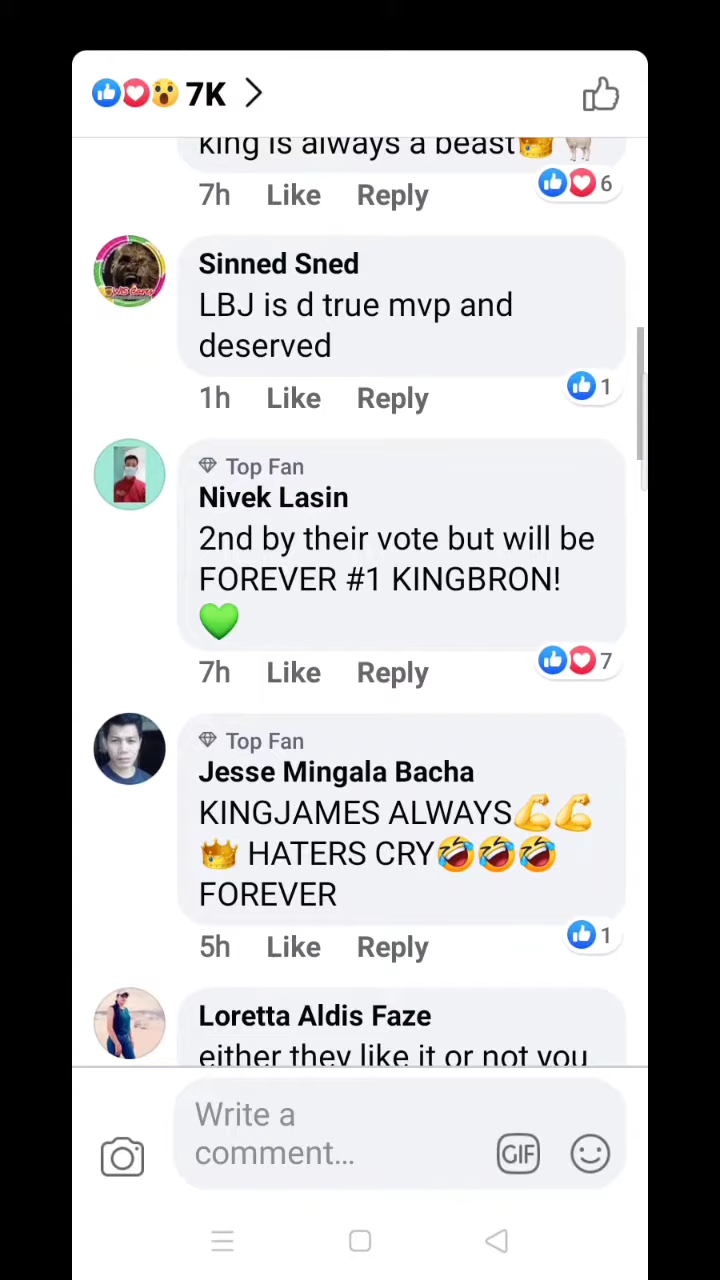 7K
king is always a beast👑🐐
7h Like Reply 6
Sinned Sned
LBJ is d true mvp and
deserved
1h Like Reply 1
Top Fan
Nivek Lasin
2nd by their vote but will be
FOREVER #1 KINGBRON!
💚
7h Like Reply 7
Top Fan
Jesse Mingala Bacha
KINGJAMES ALWAYS💪💪
👑 HATERS CRY🤣🤣🤣
FOREVER
5h Like Reply 1
Loretta Aldis Faze
either they like it or not you
Write a
comment...
GIF